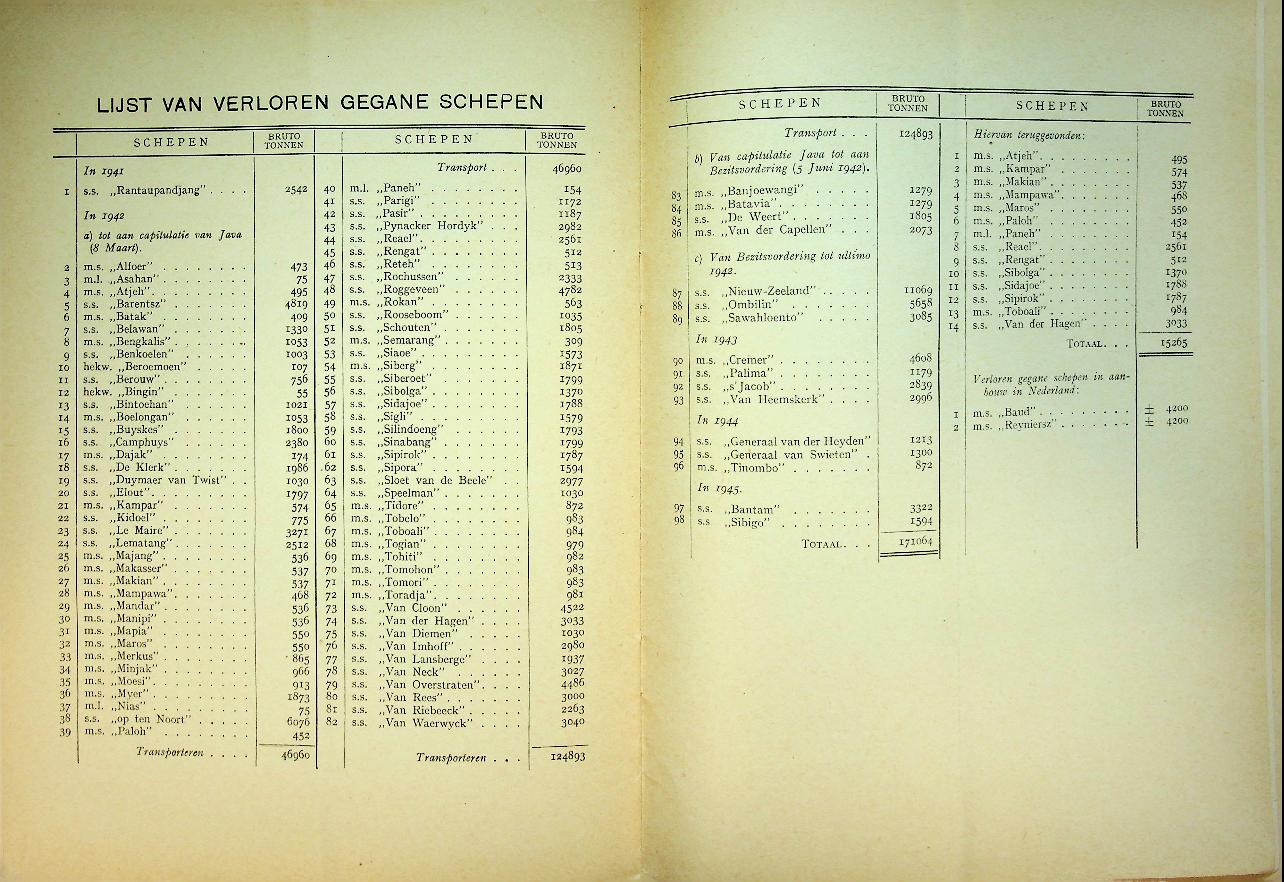 LIJST VAN VERLOREN GEGANE SCHEPEN
SCHEPEN BRUTO TONNEN
In 1941
1 s.s. „Rantaupandjang” . . . . 2542
In 1942
a) tot aan capitulatie van Java
(8 Maart).
2 m.s. „Alfoer” . . . . . . . . 473
3 m.l. „Asahan” . . . . . . . . 75
4 m.s. „Atjeh” . . . . . . . . 495
5 s.s. „Barentsz” . . . . . . . 4819
6 m.s. „Batak” . . . . . . . . 409
7 s.s. „Belawan” . . . . . . . 1330
8 m.s. „Bengkalis” . . . . . . 1053
9 s.s. „Benkoelen” . . . . . . 1003
10 hekw. „Beroemoen” . . . . . 107
11 s.s. „Berouw” . . . . . . . 756
12 hekw. „Bingin” . . . . . . . 55
13 s.s. „Bintoehan” . . . . . . 1021
14 m.s. „Boelongan” . . . . . . 1053
15 s.s. „Buyskes” . . . . . . . 1800
16 s.s. „Camphuys” . . . . . . 2380
17 m.s. „Dajak” . . . . . . . . 174
18 s.s. „De Klerk” . . . . . . . 1986
19 s.s. „Duymaer van Twist” . . 1030
20 s.s. „Elout” . . . . . . . . 1797
21 m.s. „Kampar” . . . . . . . 574
22 s.s. „Kidoel” . . . . . . . . 775
23 s.s. „Le Maire” . . . . . . . 3271
24 s.s. „Lematang” . . . . . . 2512
25 m.s. „Majang” . . . . . . . 536
26 m.s. „Makasser” . . . . . . 537
27 m.s. „Makian” . . . . . . . 537
28 m.s. „Mampawa” . . . . . . 468
29 m.s. „Mandar” . . . . . . . 536
30 m.s. „Manipi” . . . . . . . 536
31 m.s. „Mapia” . . . . . . . . 550
32 m.s. „Maros” . . . . . . . . 550
33 m.s. „Merkus” . . . . . . . 865
34 m.s. „Minjak” . . . . . . . 966
35 m.s. „Moesi” . . . . . . . . 913
36 m.s. „Myer” . . . . . . . . 1873
37 m.l. „Nias” . . . . . . . . 75
38 s.s. „op ten Noort” . . . . . 6076
39 m.s. „Paloh” . . . . . . . . 452
Transporteren . . . . 46960
SCHEPEN BRUTO TONNEN
Transport . . . 46960
40 m.l. „Paneh” . . . . . . . . 154
41 s.s. „Parigi” . . . . . . . . 1172
42 s.s. „Pasir” . . . . . . . . 1187
43 s.s. „Pynacker Hordyk” . . . 2982
44 s.s. „Reael” . . . . . . . . 2561
45 s.s. „Rengat” . . . . . . . 512
46 s.s. „Reteh” . . . . . . . . 513
47 s.s. „Rochussen” . . . . . . 2333
48 s.s. „Roggeveen” . . . . . . 4782
49 m.s. „Rokan” . . . . . . . . 563
50 s.s. „Rooseboom” . . . . . . 1035
51 s.s. „Schouten” . . . . . . . 1805
52 m.s. „Semarang” . . . . . . 309
53 s.s. „Siaoe” . . . . . . . . 1573
54 m.s. „Siberg” . . . . . . . 1871
55 s.s. „Siberoet” . . . . . . . 1799
56 s.s. „Sibolga” . . . . . . . 1370
57 s.s. „Sidajoe” . . . . . . . 1788
58 s.s. „Sigli” . . . . . . . . 1579
59 s.s. „Silindoeng” . . . . . . 1793
60 s.s. „Sinabang” . . . . . . . 1799
61 s.s. „Sipirok” . . . . . . . 1787
62 s.s. „Sipora” . . . . . . . . 1594
63 s.s. „Sloet van de Beele” . . 2977
64 s.s. „Speelman” . . . . . . . 1030
65 m.s. „Tidore” . . . . . . . 872
66 m.s. „Tobelo” . . . . . . . 983
67 m.s. „Toboali” . . . . . . . 984
68 m.s. „Togian” . . . . . . . 979
69 m.s. „Tohiti” . . . . . . . 982
70 m.s. „Tomohon” . . . . . . 983
71 m.s. „Tomori” . . . . . . . 983
72 m.s. „Toradja” . . . . . . . 981
73 s.s. „Van Cloon” . . . . . . 4522
74 s.s. „Van der Hagen” . . . . 3033
75 s.s. „Van Diemen” . . . . . 1030
76 s.s. „Van Imhoff” . . . . . . 2980
77 s.s. „Van Lansberge” . . . . 1937
78 s.s. „Van Neck” . . . . . . 3027
79 s.s. „Van Overstraten” . . . . 4486
80 s.s. „Van Rees” . . . . . . . 3000
81 s.s. „Van Riebeeck” . . . . . 2263
82 s.s. „Van Waerwyck” . . . . 3040
Transporteren . . . 124893
SCHEPEN BRUTO TONNEN
Transport . . . 124893
b) Van capitulatie Java tot aan
Bezitsvordering (5 Juni 1942).
83 m.s. „Banjoewangi” . . . . . 1279
84 m.s. „Batavia” . . . . . . . 1279
85 s.s. „De Weert” . . . . . . 1805
86 m.s. „Van der Capellen” . . . 2073
c) Van Bezitsvordering tot ultimo
1942.
87 s.s. „Nieuw-Zeeland” . . . . 11069
88 s.s. „Ombilin” . . . . . . . 5658
89 s.s. „Sawahloento” . . . . . 3085
In 1943
90 m.s. „Cremer” . . . . . . . 4608
91 s.s. „Palima” . . . . . . . 1179
92 s.s. „s'Jacob” . . . . . . . 2839
93 s.s. „Van Heemskerk” . . . . 2996
In 1944
94 s.s. „Generaal van der Heyden” 1213
95 s.s. „Generaal van Swieten” . 1300
96 m.s. „Tinombo” . . . . . . . 872
In 1945.
97 s.s. „Bantam” . . . . . . . 3322
98 s.s „Sibigo” . . . . . . . 1594
TOTAAL. . . 171064
SCHEPEN BRUTO TONNEN
Hiervan teruggevonden:
1 m.s. „Atjeh” . . . . . . . . 495
2 m.s. „Kampar” . . . . . . . 574
3 m.s. „Makian” . . . . . . . 537
4 m.s. „Mampawa” . . . . . . 468
5 m.s. „Maros” . . . . . . . . 550
6 m.s. „Paloh” . . . . . . . . 452
7 m.l. „Paneh” . . . . . . . . 154
8 s.s. „Reael” . . . . . . . . 2561
9 s.s. „Rengat” . . . . . . . 512
10 s.s. „Sibolga” . . . . . . . 1370
11 s.s. „Sidajoe” . . . . . . . 1788
12 s.s. „Sipirok” . . . . . . . 1787
13 m.s. „Toboali” . . . . . . . 984
14 s.s. „Van der Hagen” . . . . 3033
TOTAAL. . . 15265
Verloren gegane schepen in aan-
bouw in Nederland:
1 m.s. „Baud” . . . . . . . . ± 4200
2 m.s. „Reyniersz” . . . . . . ± 4200